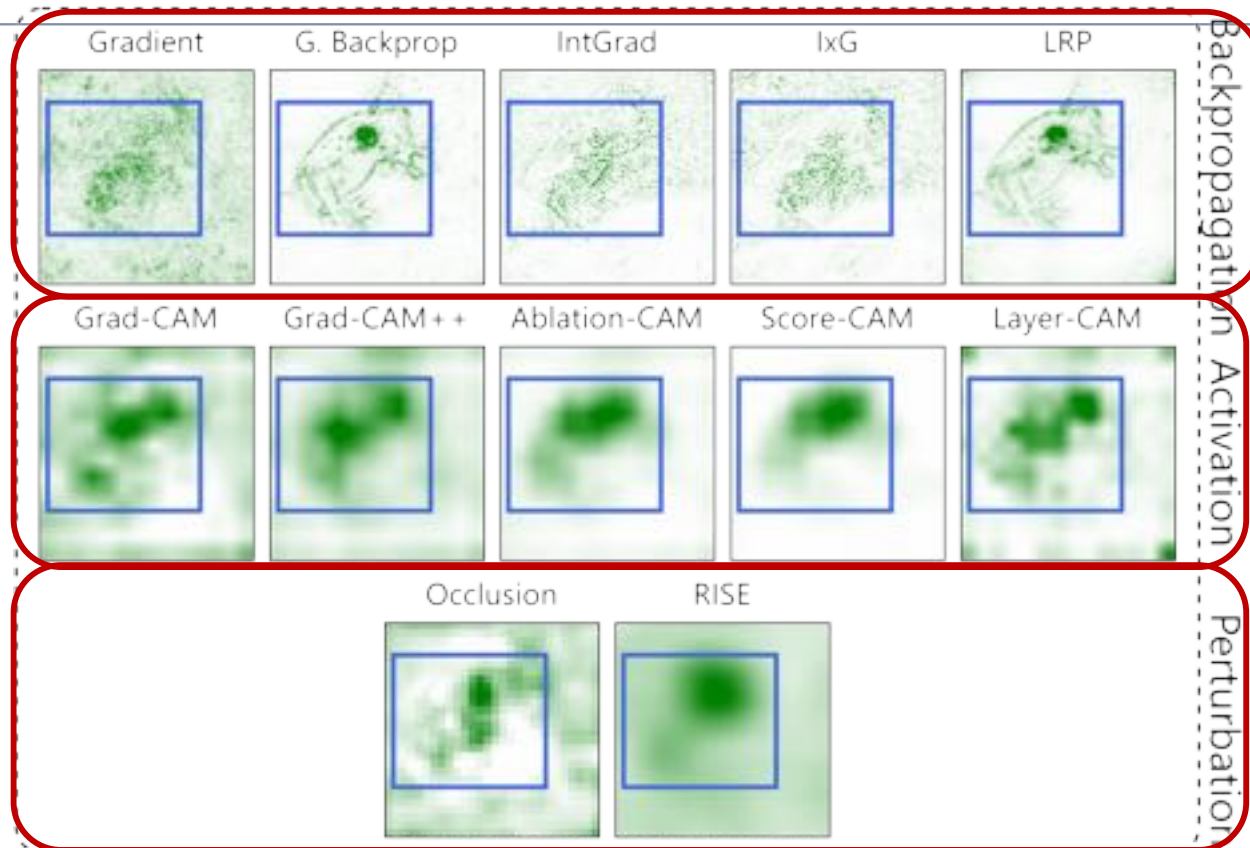 Gradient G. Backprop IntGrad IxG LRP
Backpropagation
Grad-CAM Grad-CAM++ Ablation-CAM Score-CAM Layer-CAM
Activation
Occlusion RISE
Perturbation